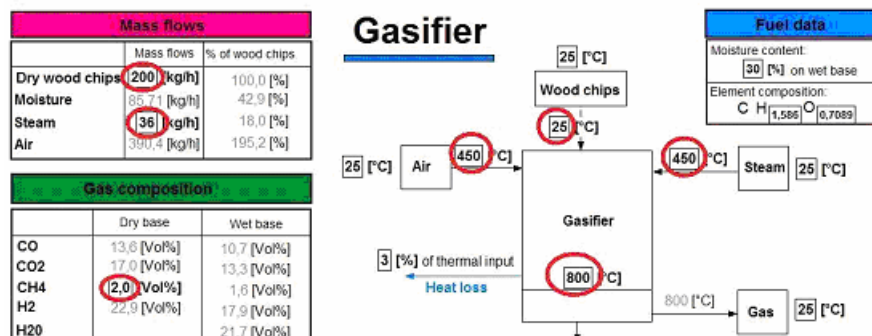 Mass flows
Mass flows % of wood chips
Dry wood chips 200 [kg/h] 100,0 [%]
Moisture 85,71 [kg/h] 42,9 [%]
Steam 36 [kg/h] 18,0 [%]
Air 390,4 [kg/h] 195,2 [%]
Gas composition
Dry base Wet base
CO 13,6 [Vol%] 10,7 [Vol%]
CO2 17,0 [Vol%] 13,3 [Vol%]
CH4 2,0 [Vol%] 1,6 [Vol%]
H2 22,9 [Vol%] 17,9 [Vol%]
H20 21,7 [Vol%]
Gasifier
25 [°C]
Wood chips
25 [°C]
25 [°C] Air 450 [°C]
450 [°C] Steam 25 [°C]
Gasifier
3 [%] of thermal input
Heat loss
800 [°C]
800 [°C] Gas 25 [°C]
Fuel data
Moisture content:
30 [%] on wet base
Element composition:
C H 1,586 O 0,7089